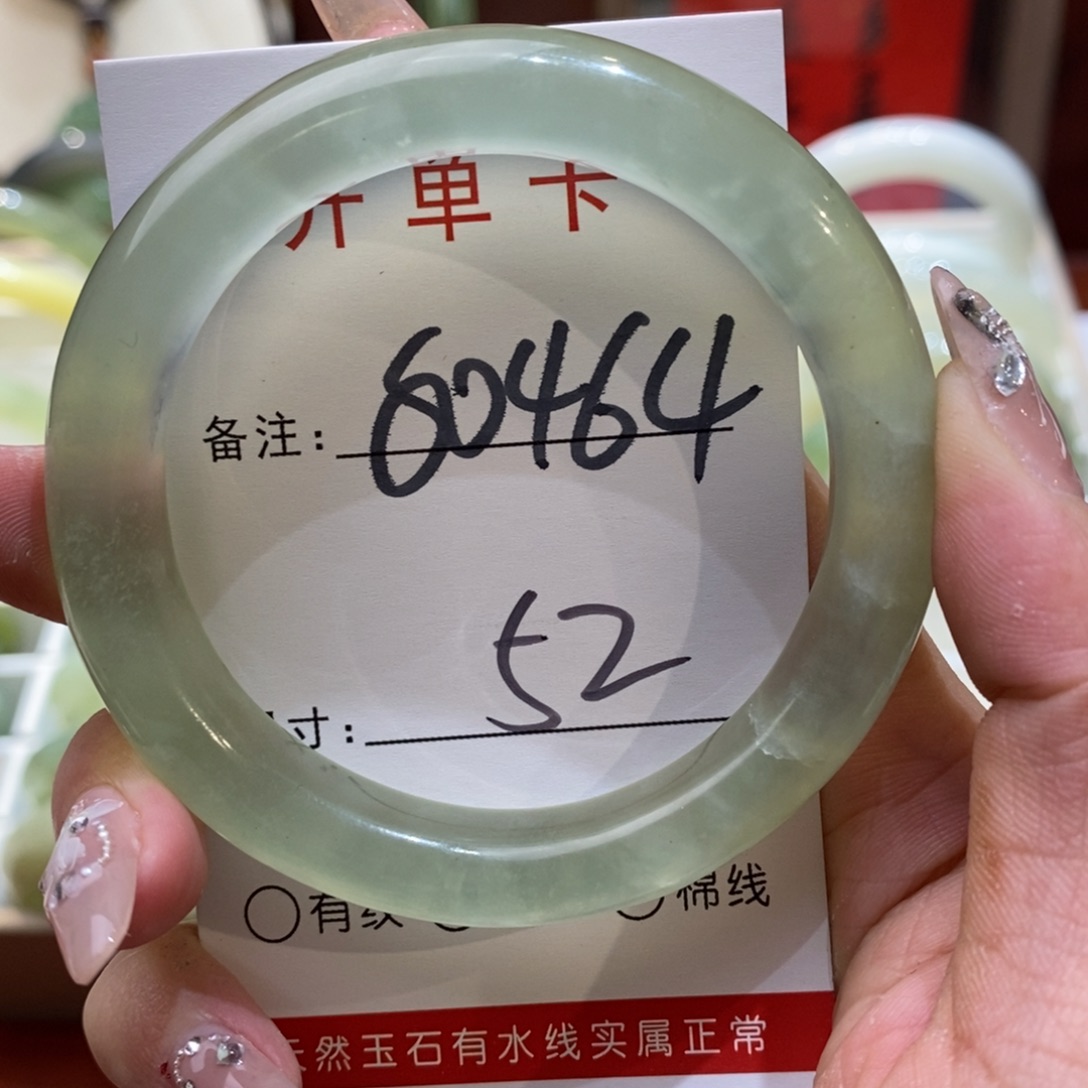 开单卡
备注: 60464
寸: 52
有纹 棉线
天然玉石有水线实属正常